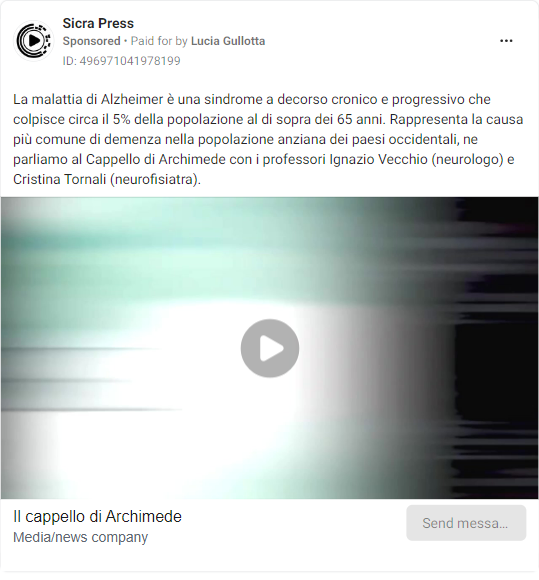 Sicra Press
Sponsored • Paid for by Lucia Gullotta
ID: 496971041978199
La malattia di Alzheimer è una sindrome a decorso cronico e progressivo che
colpisce circa il 5% della popolazione al di sopra dei 65 anni. Rappresenta la causa
più comune di demenza nella popolazione anziana dei paesi occidentali, ne
parliamo al Cappello di Archimede con i professori Ignazio Vecchio (neurologo) e
Cristina Tornali (neurofisiatra).
Il cappello di Archimede
Media/news company
Send messa...